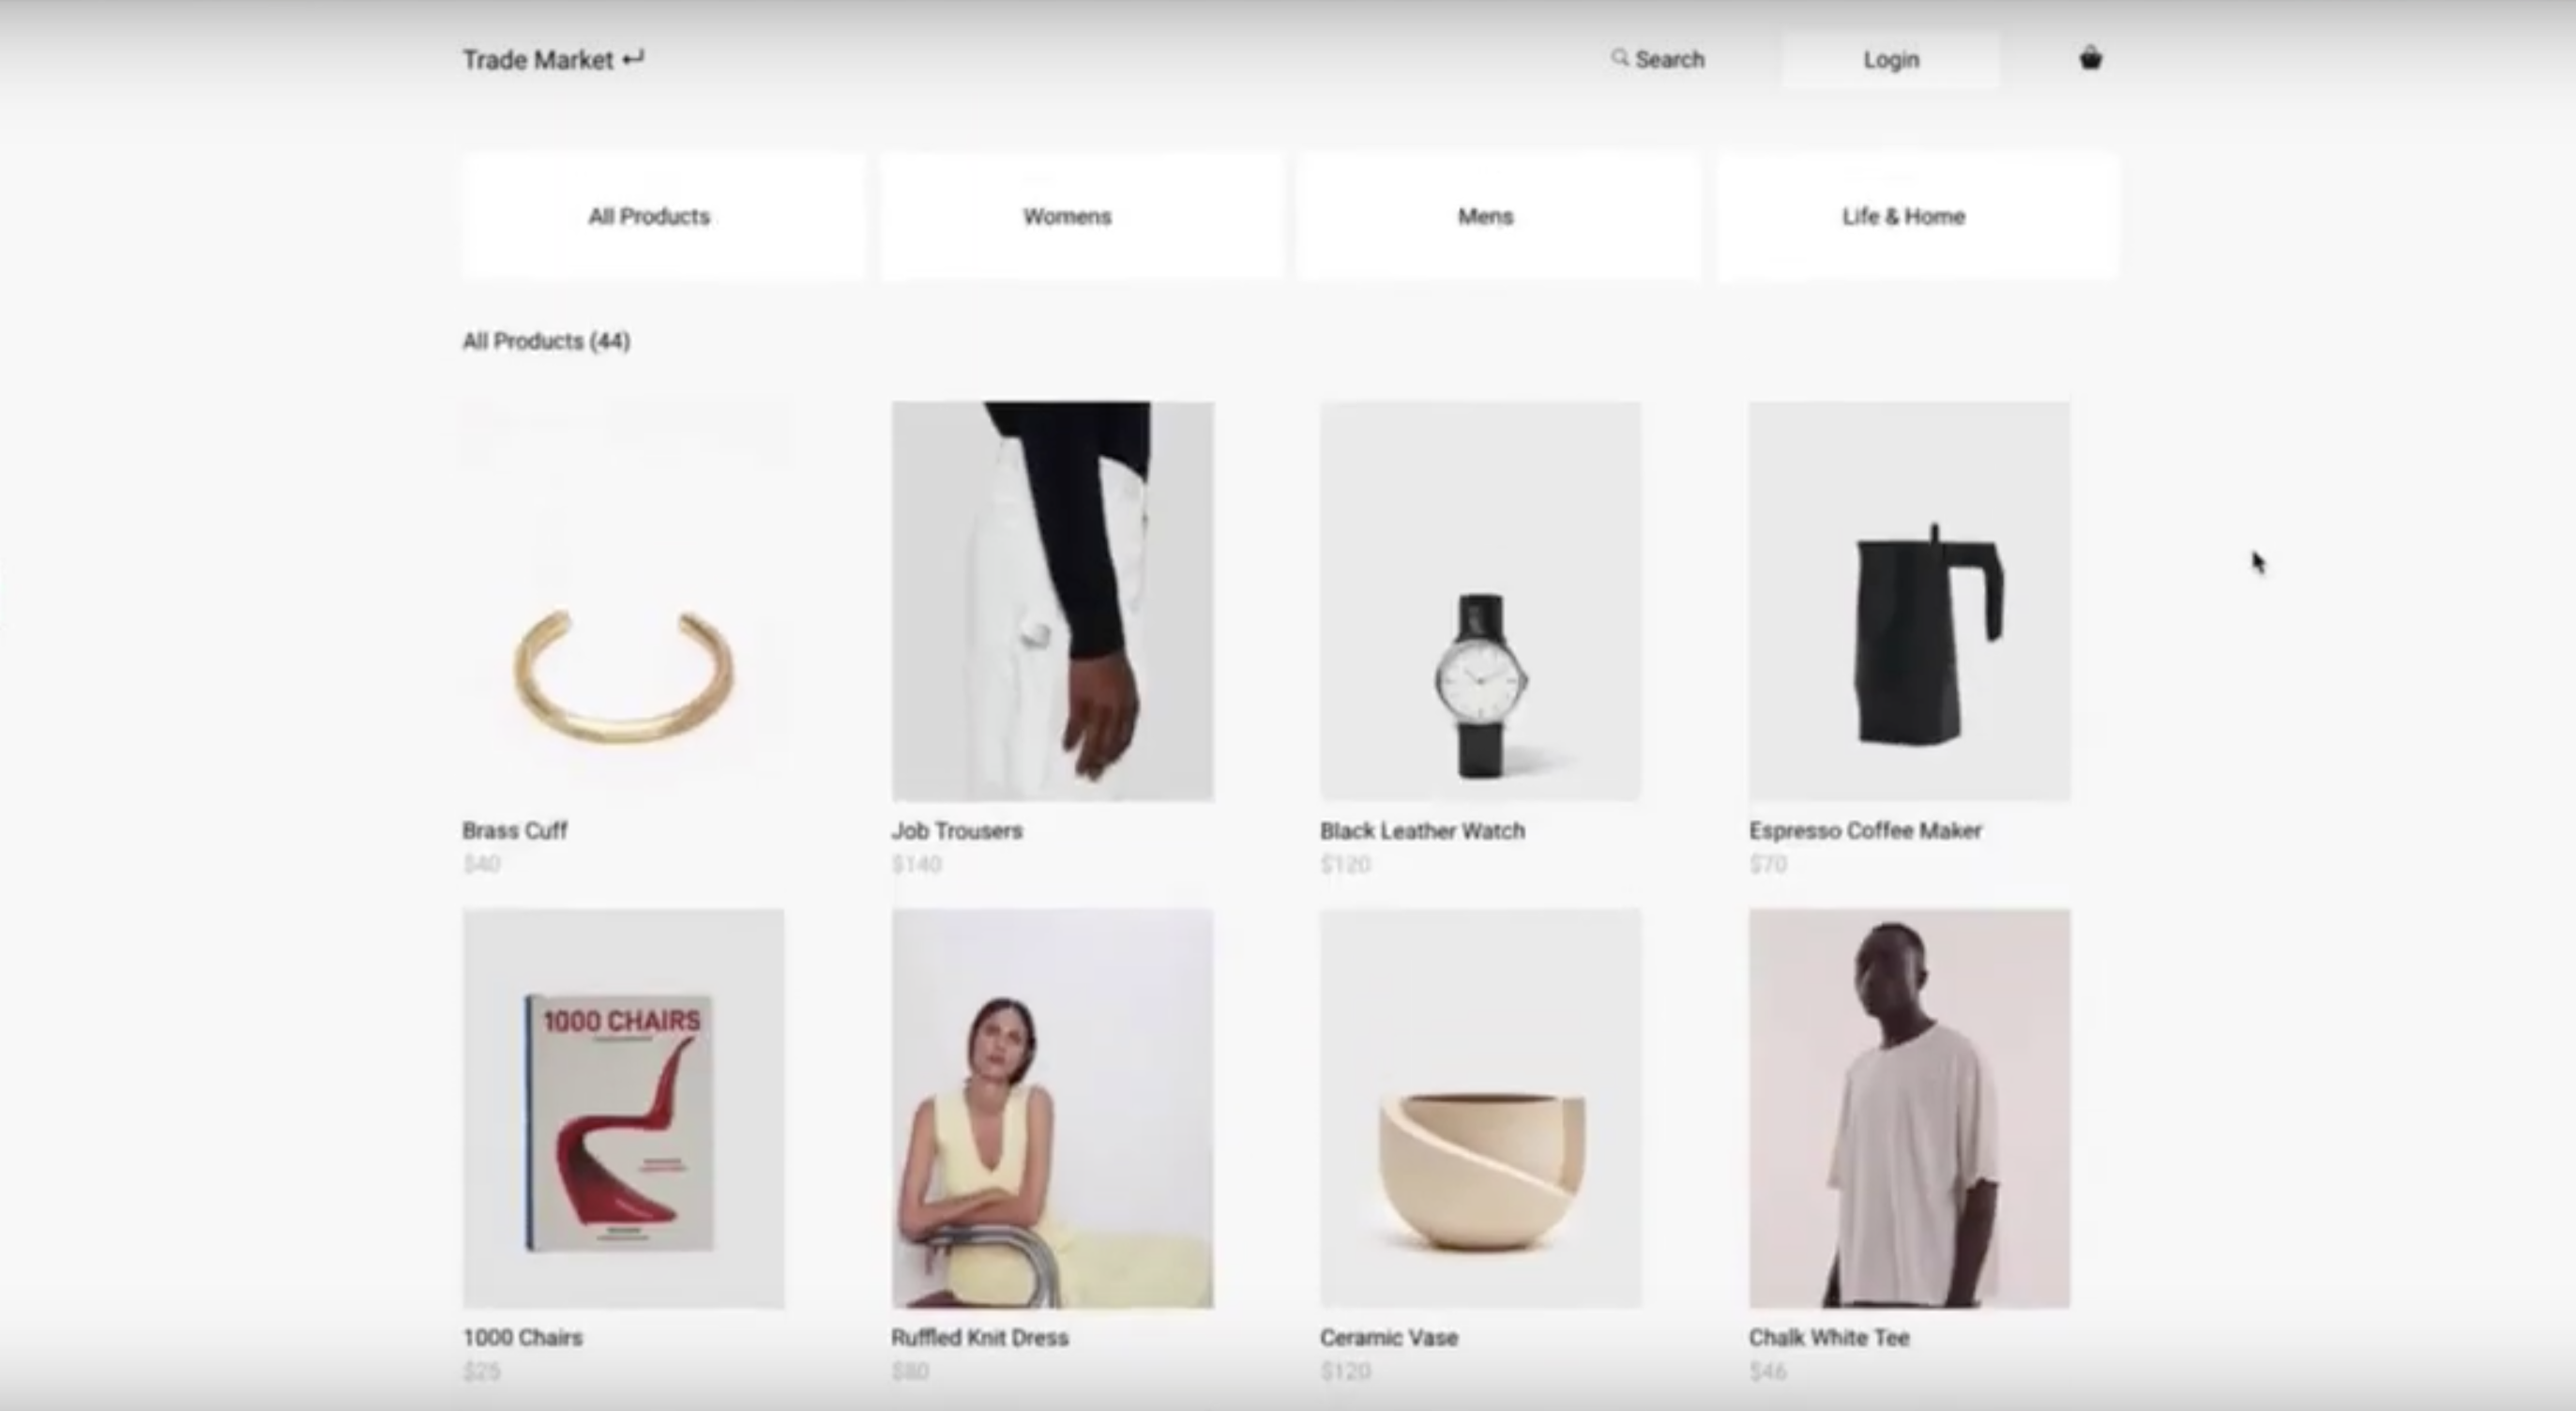 Trade Market ↵
Search
Login
All Products
Womens
Mens
Life & Home
All Products (44)
Brass Cuff
$40
Job Trousers
$140
Black Leather Watch
$120
Espresso Coffee Maker
$70
1000 CHAIRS
1000 Chairs
$25
Ruffled Knit Dress
$80
Ceramic Vase
$120
Chalk White Tee
$46